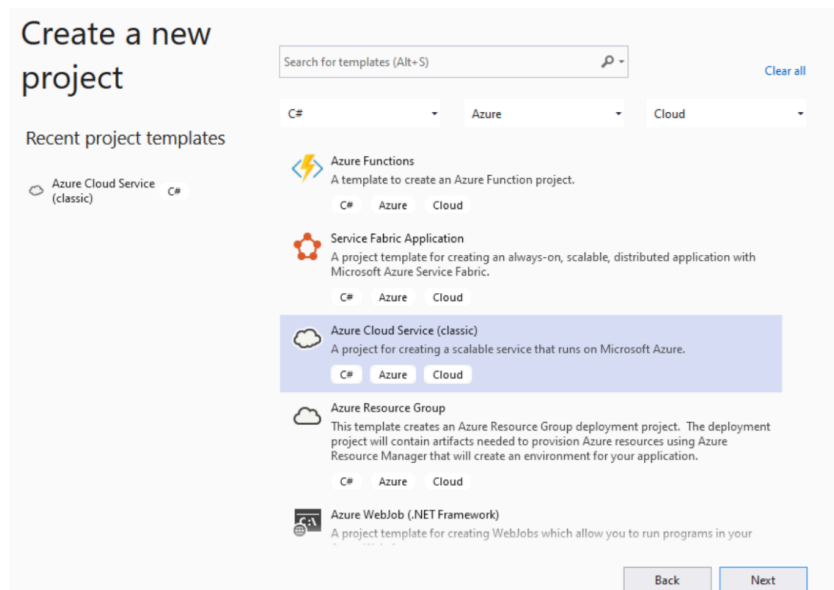 Create a new
project
Search for templates (Alt+S)
Clear all
C#
Azure
Cloud
Recent project templates
Azure Cloud Service
(classic)
C#
Azure Functions
A template to create an Azure Function project.
C# Azure Cloud
Service Fabric Application
A project template for creating an always-on, scalable, distributed application with
Microsoft Azure Service Fabric.
C# Azure Cloud
Azure Cloud Service (classic)
A project for creating a scalable service that runs on Microsoft Azure.
C# Azure Cloud
Azure Resource Group
This template creates an Azure Resource Group deployment project. The deployment
project will contain artifacts needed to provision Azure resources using Azure
Resource Manager that will create an environment for your application.
C# Azure Cloud
Azure WebJob (.NET Framework)
A project template for creating WebJobs which allow you to run programs in your
Back
Next